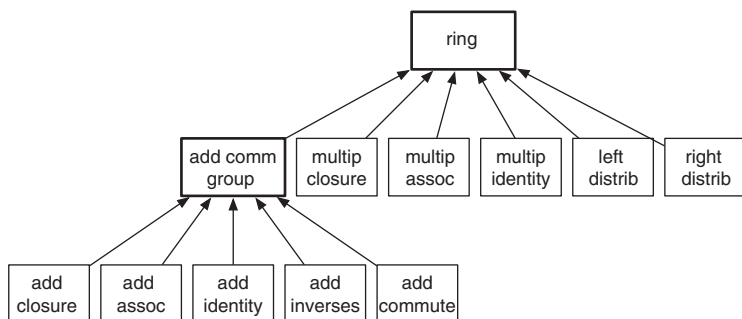 ring
add comm
group
multip
closure
multip
assoc
multip
identity
left
distrib
right
distrib
add
closure
add
assoc
add
identity
add
inverses
add
commute